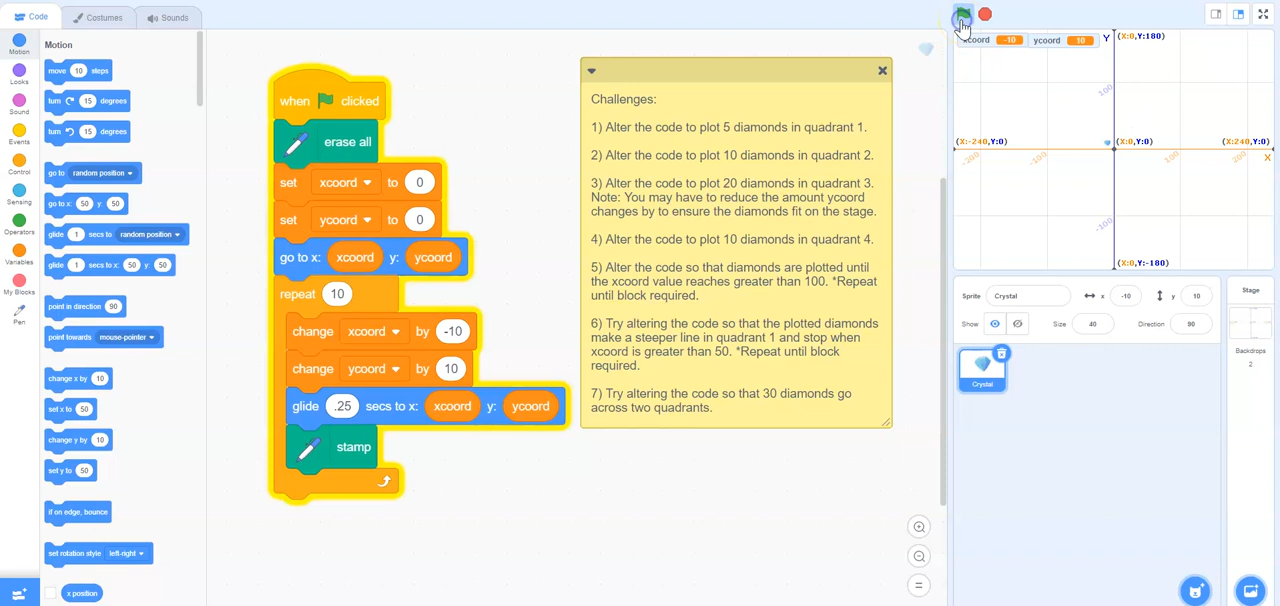 Code
Costumes
Sounds
Motion
Looks
Sound
Events
Control
Sensing
Operators
Variables
My Blocks
Pen
Motion
move 10 steps
turn 15 degrees
turn 15 degrees
go to random position
go to x: 50 y: 50
glide 1 secs to random position
glide 1 secs to x: 50 y: 50
point in direction 90
point towards mouse-pointer
change x by 10
set x to 50
change y by 10
set y to 50
if on edge, bounce
set rotation style left-right
x position
when clicked
erase all
set xcoord to 0
set ycoord to 0
go to x: xcoord y: ycoord
repeat 10
change xcoord by -10
change ycoord by 10
glide .25 secs to x: xcoord y: ycoord
stamp
Challenges:
1) Alter the code to plot 5 diamonds in quadrant 1.
2) Alter the code to plot 10 diamonds in quadrant 2.
3) Alter the code to plot 20 diamonds in quadrant 3.
Note: You may have to reduce the amount ycoord
changes by to ensure the diamonds fit on the stage.
4) Alter the code to plot 10 diamonds in quadrant 4.
5) Alter the code so that diamonds are plotted until
the xcoord value reaches greater than 100. *Repeat
until block required.
6) Try altering the code so that the plotted diamonds
make a steeper line in quadrant 1 and stop when
xcoord is greater than 50. *Repeat until block
required.
7) Try altering the code so that 30 diamonds go
across two quadrants.
xcoord -10
ycoord 10
Y
(X:0,Y:180)
100
(X:-240,Y:0)
(X:0,Y:0)
(X:240,Y:0)
-200
-100
100
200
X
-100
(X:0,Y:-180)
Sprite Crystal x -10 y 10
Show Size 40 Direction 90
Crystal
Stage
Backdrops
2